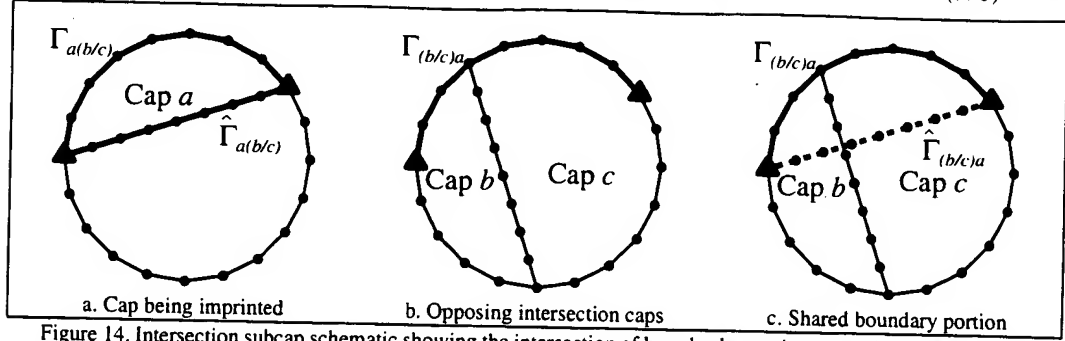 Γa(b/c)
Cap a
Γ̂a(b/c)
a. Cap being imprinted
Γ(b/c)a
Cap b
Cap c
b. Opposing intersection caps
Γ(b/c)a
Γ̂(b/c)a
Cap b
Cap c
c. Shared boundary portion
Figure 14. Intersection subcap schematic showing the intersection of